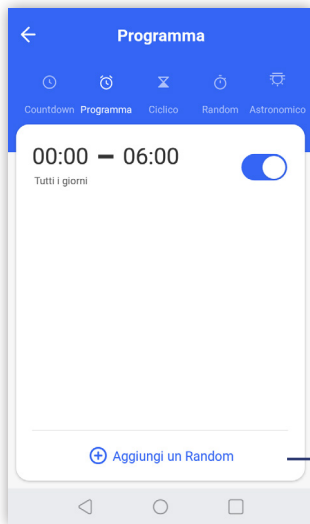 Programma
Countdown Programma Ciclico Random Astronomico
00:00 – 06:00
Tutti i giorni
Aggiungi un Random